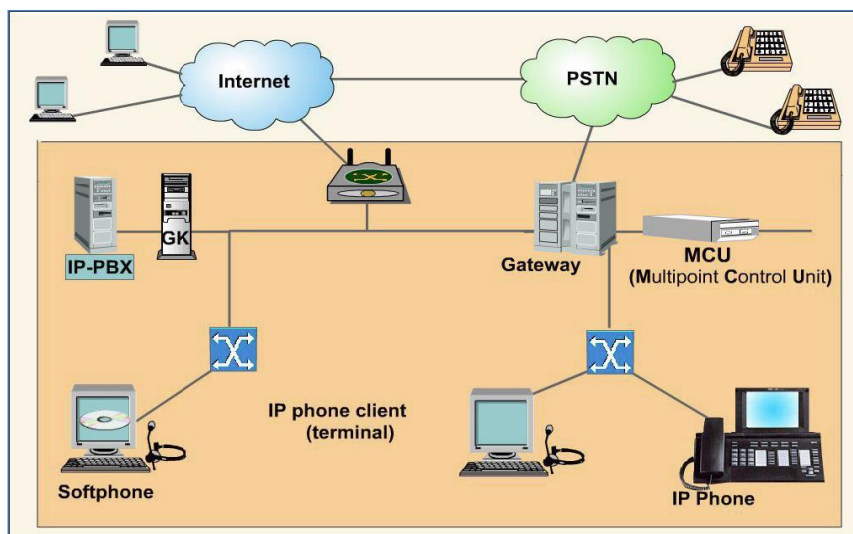 Internet
PSTN
GK
IP-PBX
Gateway
MCU
(Multipoint Control Unit)
IP phone client
(terminal)
Softphone
IP Phone